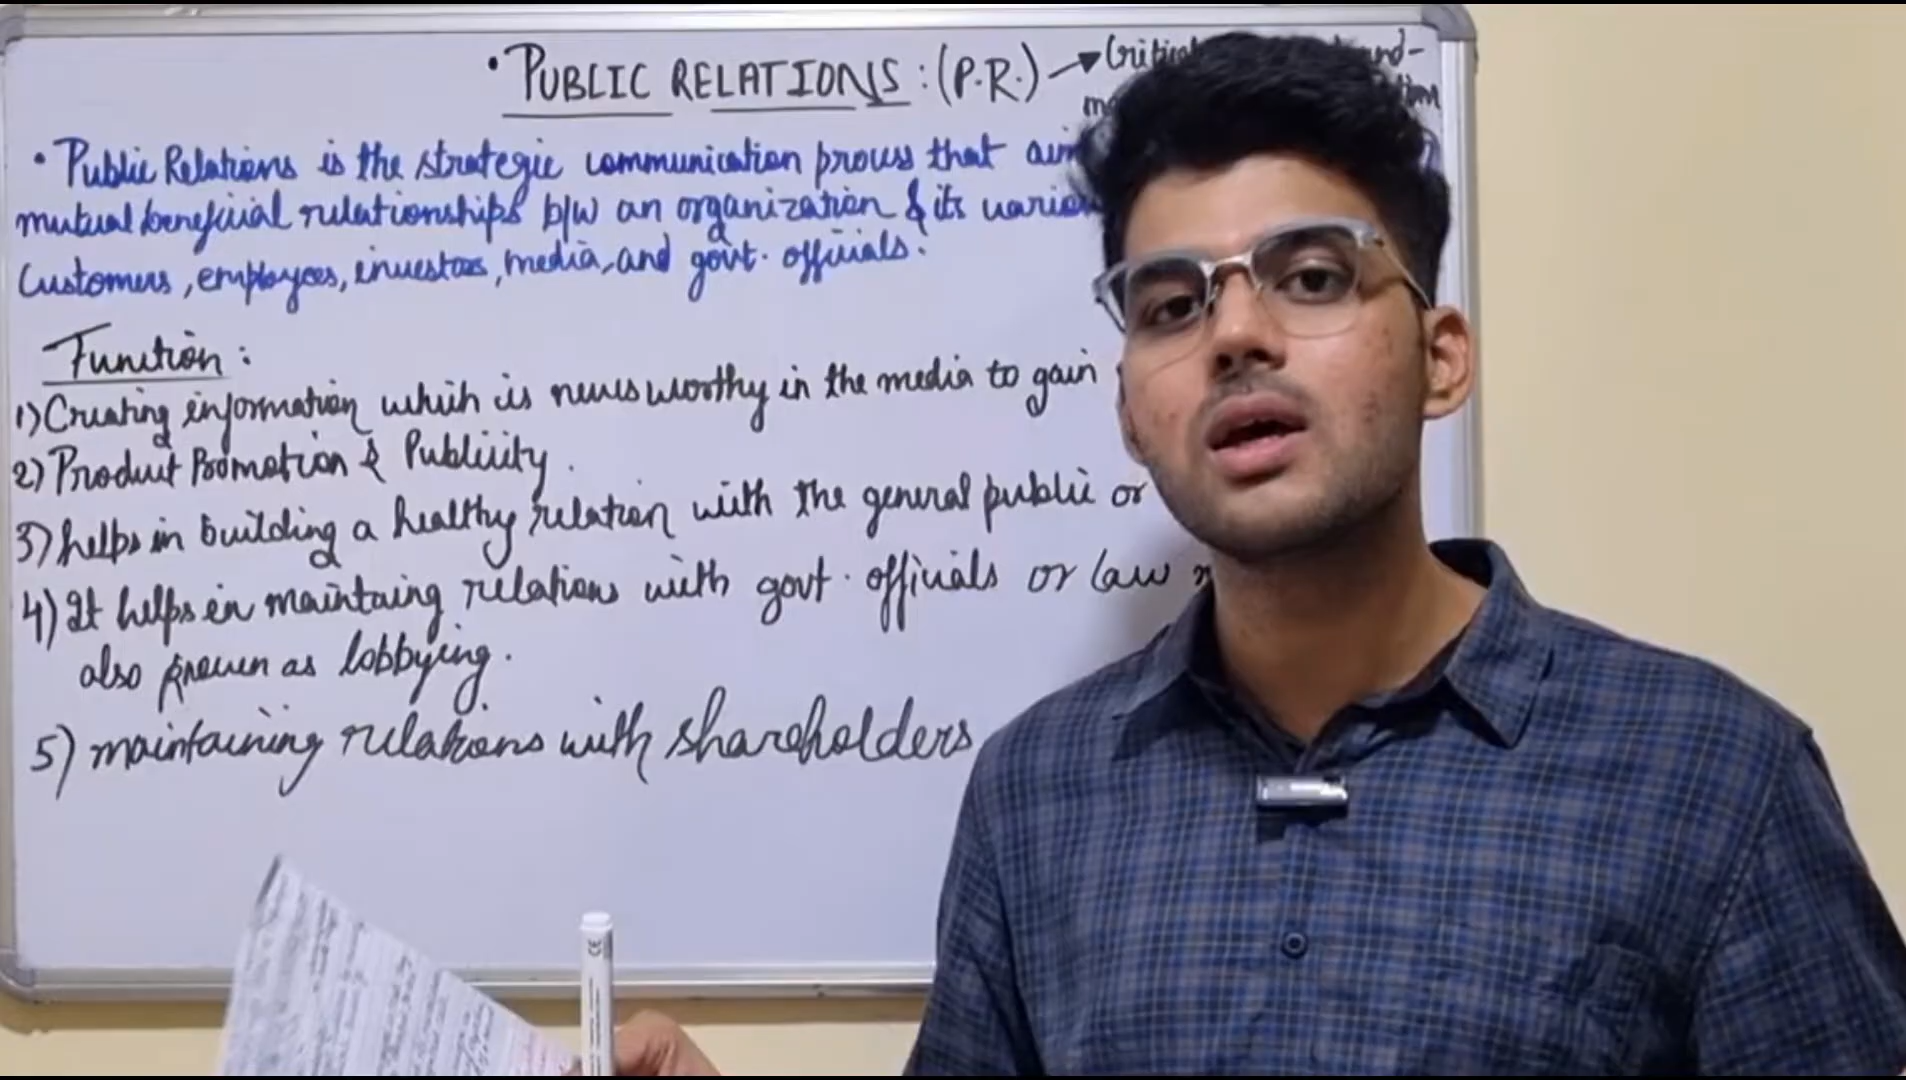 • PUBLIC RELATIONS : (P.R.) →
• Public Relations is the strategic communication process that
mutual beneficial relationships b/w an organization & its
Customers, employees, investors, media, and govt. officials.
Function :
1) Creating information which is newsworthy in the media to gain
2) Product Promotion & Publicity.
3) helps in building a healthy relation with the general public or
4) It helps in maintaing relations with govt. officials or law
also known as lobbying.
5) maintaining relations with shareholders